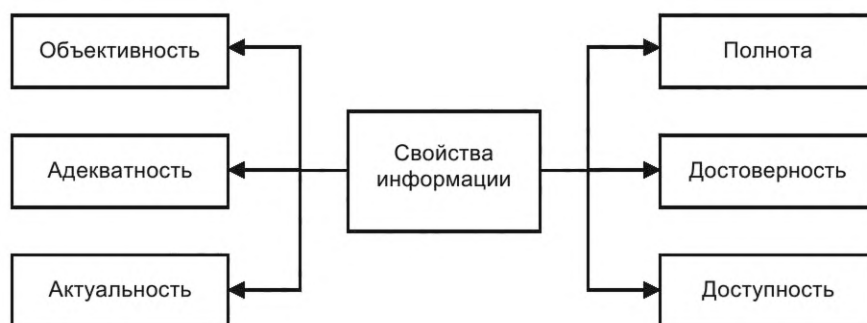 Объективность
Полнота
Свойства
информации
Адекватность
Достоверность
Актуальность
Доступность